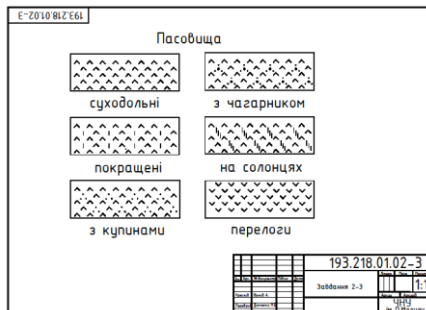 193.218.01.02-3
Пасовища
суходольні
з чагарником
покращені
на солонцях
з купинами
перелоги
193.218.01.02-3
Завдання 2-3
1:1
ЧНУ